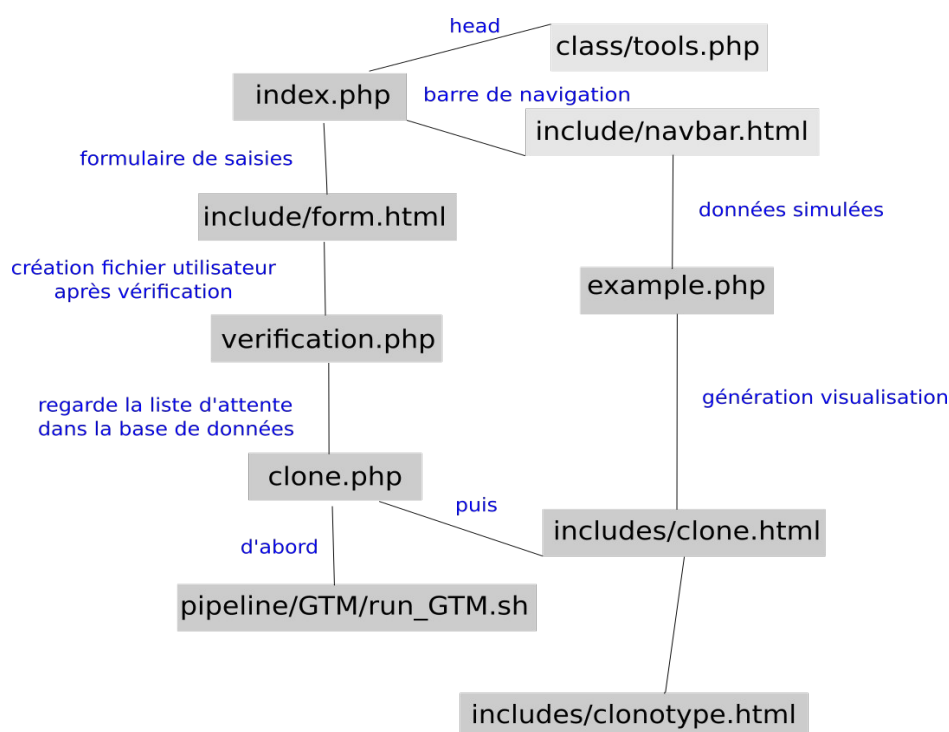 head
class/tools.php
index.php
barre de navigation
include/navbar.html
formulaire de saisies
include/form.html
données simulées
création fichier utilisateur
après vérification
example.php
verification.php
regarde la liste d'attente
dans la base de données
génération visualisation
clone.php
puis
includes/clone.html
d'abord
pipeline/GTM/run_GTM.sh
includes/clonotype.html